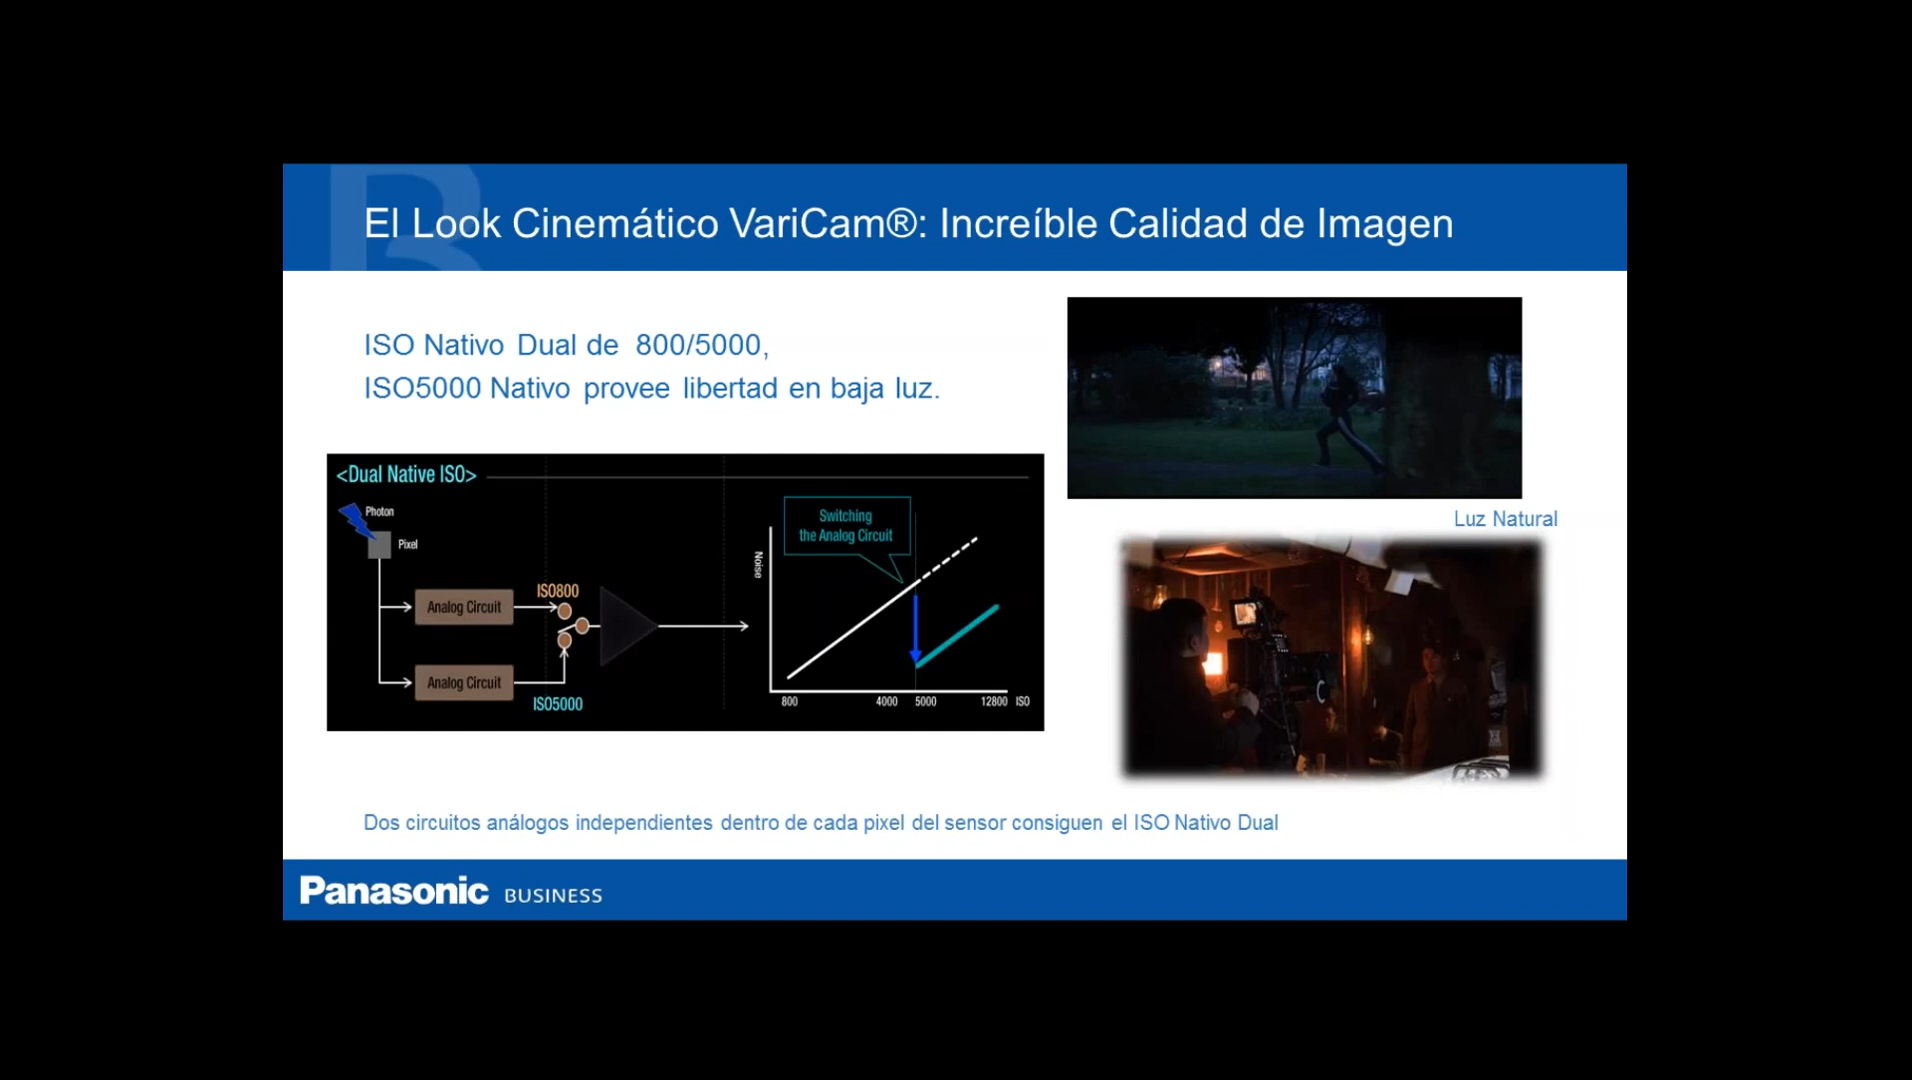 El Look Cinemático VariCam®: Increíble Calidad de Imagen
ISO Nativo Dual de 800/5000,
ISO5000 Nativo provee libertad en baja luz.
<Dual Native ISO>
Photon
Pixel
Analog Circuit
ISO800
Analog Circuit
ISO5000
Switching
the Analog Circuit
Noise
800 4000 5000 12800 ISO
Luz Natural
Dos circuitos análogos independientes dentro de cada pixel del sensor consiguen el ISO Nativo Dual
Panasonic BUSINESS